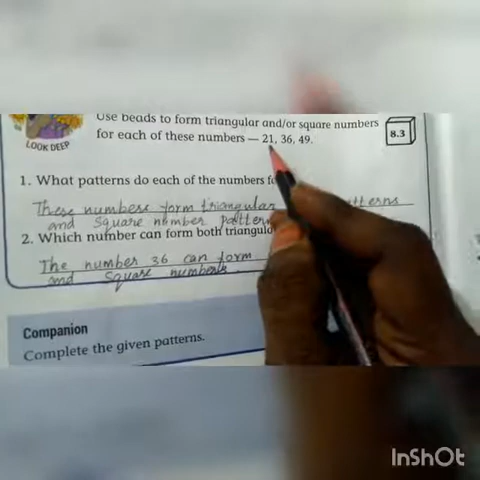 Use beads to form triangular and/or square numbers
for each of these numbers — 21, 36, 49.
8.3
LOOK DEEP
1. What patterns do each of the numbers
These numbers form triangular tterns
and square number pattern
2. Which number can form both
The number 36 can form
and square numbers.
Companion
Complete the given patterns.
InShOt